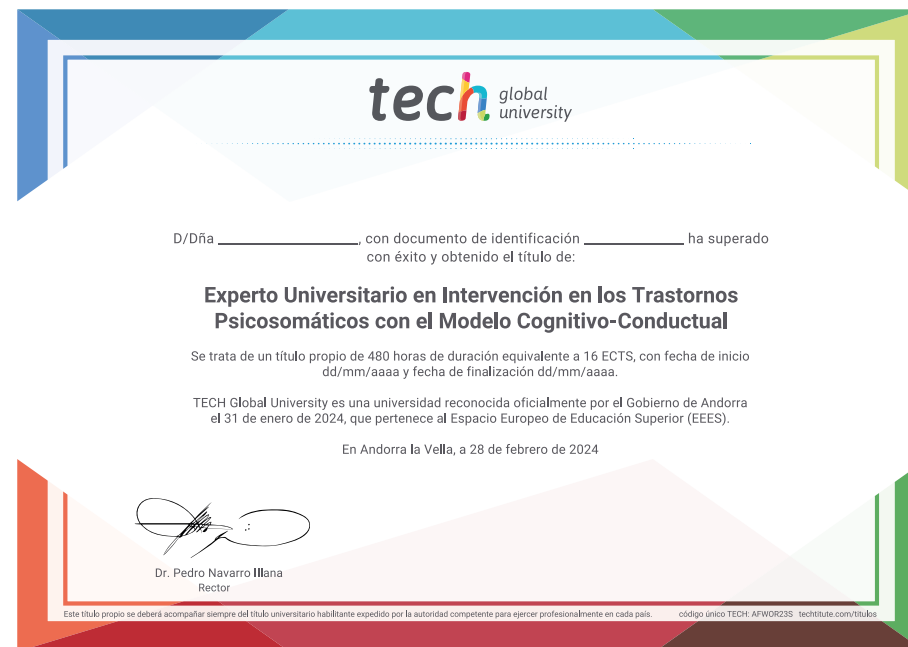 tech global university
D/Dña ____________, con documento de identificación _________ ha superado
con éxito y obtenido el título de:
Experto Universitario en Intervención en los Trastornos
Psicosomáticos con el Modelo Cognitivo-Conductual
Se trata de un título propio de 480 horas de duración equivalente a 16 ECTS, con fecha de inicio
dd/mm/aaaa y fecha de finalización dd/mm/aaaa.
TECH Global University es una universidad reconocida oficialmente por el Gobierno de Andorra
el 31 de enero de 2024, que pertenece al Espacio Europeo de Educación Superior (EEES).
En Andorra la Vella, a 28 de febrero de 2024
Dr. Pedro Navarro Illana
Rector
Este título propio se deberá acompañar siempre del título universitario habilitante expedido por la autoridad competente para ejercer profesionalmente en cada país. código único TECH: AFWOR23S techtitute.com/titulos